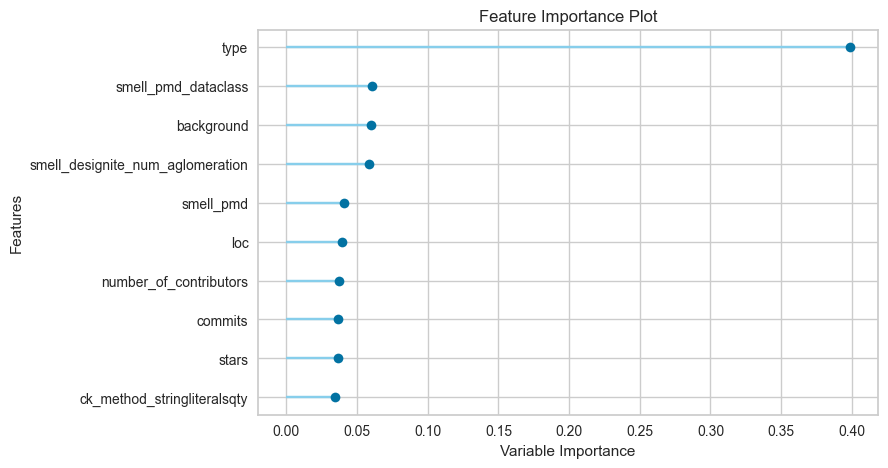 Feature Importance Plot
type
smell_pmd_dataclass
background
smell_designite_num_aglomeration
smell_pmd
loc
number_of_contributors
commits
stars
ck_method_stringliteralsqty
Features
0.00 0.05 0.10 0.15 0.20 0.25 0.30 0.35 0.40
Variable Importance